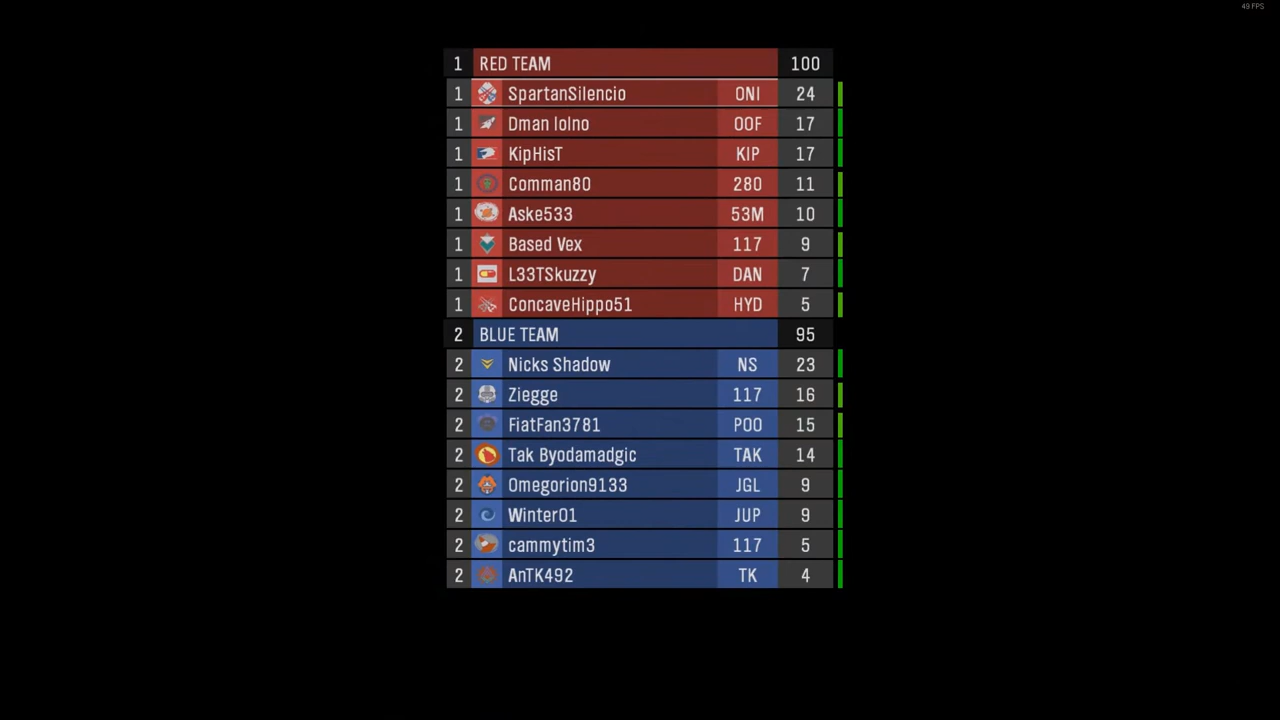 49 FPS
1 RED TEAM 100
1 SpartanSilencio ONI 24
1 Dman lolno OOF 17
1 KipHisT KIP 17
1 Comman80 280 11
1 Aske533 53M 10
1 Based Vex 117 9
1 L33TSkuzzy DAN 7
1 ConcaveHippo51 HYD 5
2 BLUE TEAM 95
2 Nicks Shadow NS 23
2 Ziegge 117 16
2 FiatFan3781 POO 15
2 Tak Byodamadgic TAK 14
2 Omegorion9133 JGL 9
2 Winter01 JUP 9
2 cammytim3 117 5
2 AnTK492 TK 4